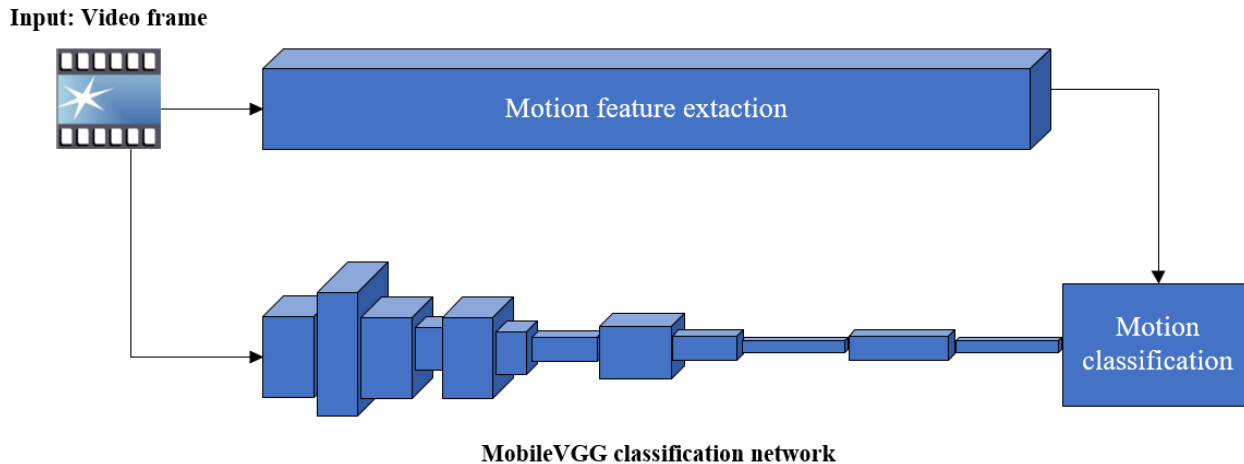 Input: Video frame
Motion feature extaction
Motion
classification
MobileVGG classification network